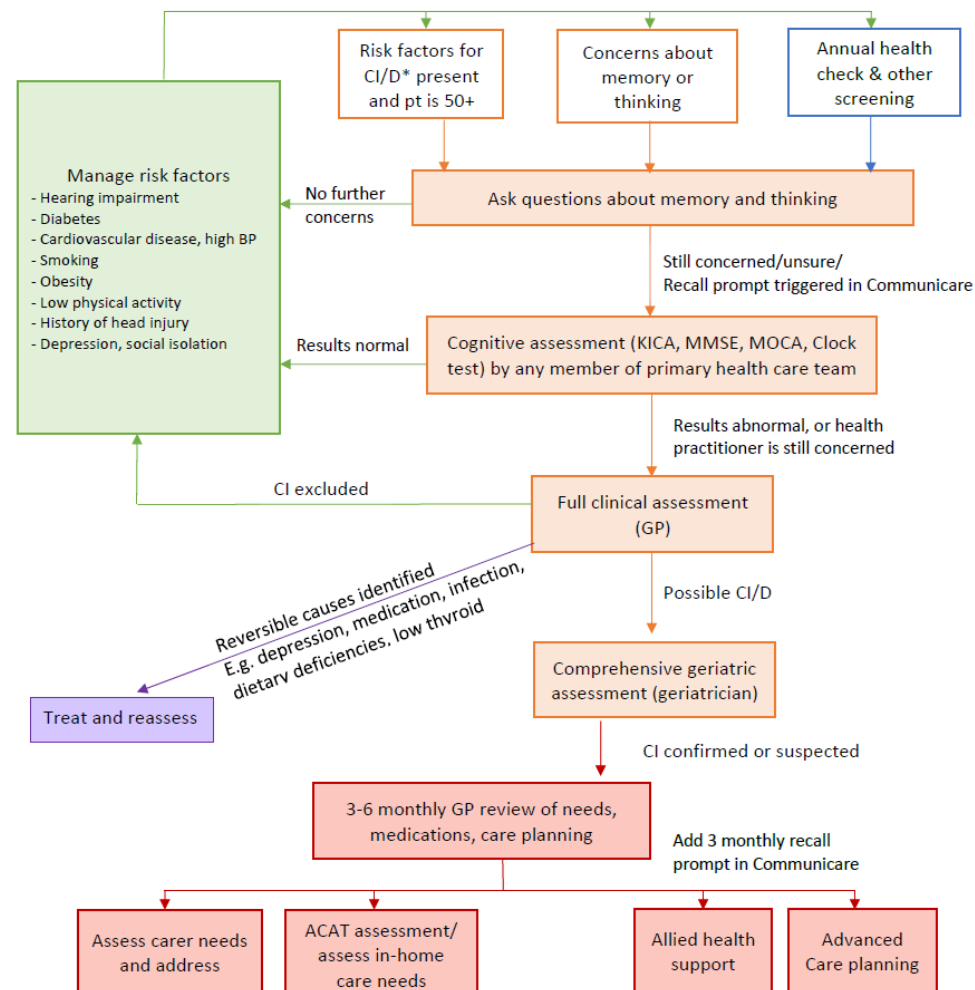 Risk factors for
CI/D* present
and pt is 50+
Concerns about
memory or
thinking
Annual health
check & other
screening
Manage risk factors
- Hearing impairment
- Diabetes
- Cardiovascular disease, high BP
- Smoking
- Obesity
- Low physical activity
- History of head injury
- Depression, social isolation
No further
concerns
Ask questions about memory and thinking
Still concerned/unsure/
Recall prompt triggered in Communicare
Results normal
Cognitive assessment (KICA, MMSE, MOCA, Clock
test) by any member of primary health care team
Results abnormal, or health
practitioner is still concerned
CI excluded
Full clinical assessment
(GP)
Reversible causes identified
E.g. depression, medication, infection,
dietary deficiencies, low thyroid
Possible CI/D
Treat and reassess
Comprehensive geriatric
assessment (geriatrician)
CI confirmed or suspected
3-6 monthly GP review of needs,
medications, care planning
Add 3 monthly recall
prompt in Communicare
Assess carer needs
and address
ACAT assessment/
assess in-home
care needs
Allied health
support
Advanced
Care planning